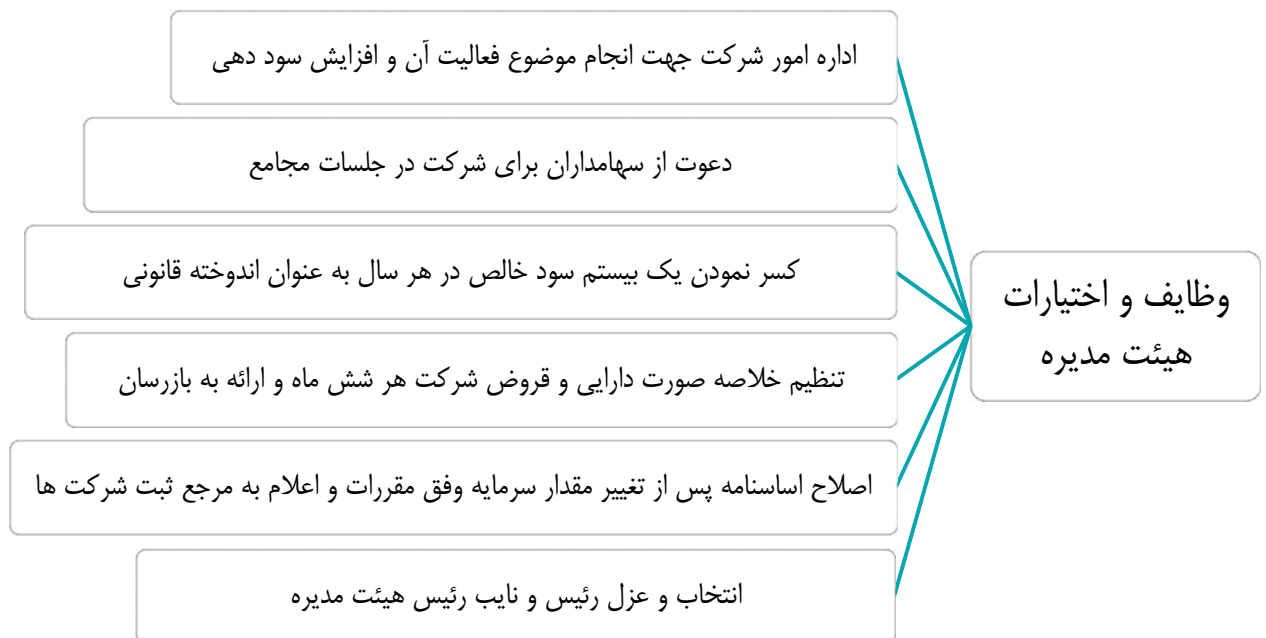 وظایف و اختیارات
هیئت مدیره
اداره امور شرکت جهت انجام موضوع فعالیت آن و افزایش سود دهی
دعوت از سهامداران برای شرکت در جلسات مجامع
کسر نمودن یک بیستم سود خالص در هر سال به عنوان اندوخته قانونی
تنظیم خلاصه صورت دارایی و قروض شرکت هر شش ماه و ارائه به بازرسان
اصلاح اساسنامه پس از تغییر مقدار سرمایه وفق مقررات و اعلام به مرجع ثبت شرکت ها
انتخاب و عزل رئیس و نایب رئیس هیئت مدیره